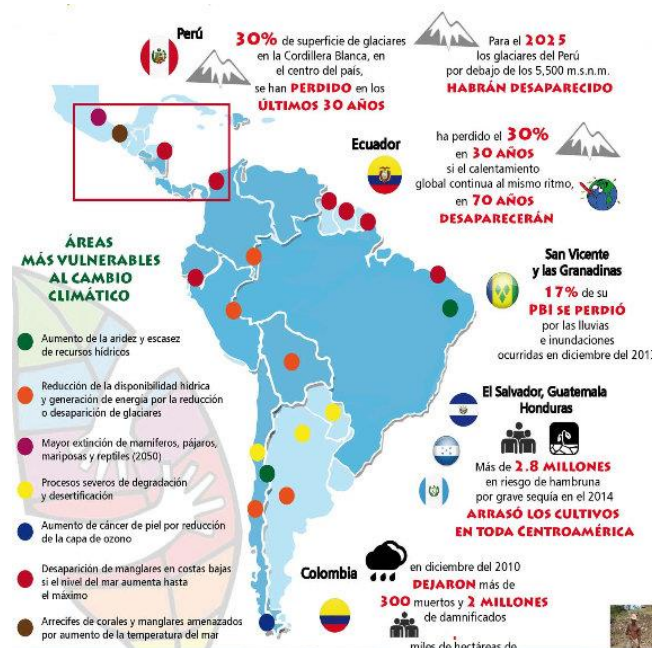 Perú
30% de superficie de glaciares
en la Cordillera Blanca, en
el centro del país,
se han PERDIDO en los
ÚLTIMOS 30 AÑOS
Para el 2025
los glaciares del Perú
por debajo de los 5,500 m.s.n.m.
HABRÁN DESAPARECIDO
Ecuador
ha perdido el 30%
en 30 AÑOS
si el calentamiento
global continua al mismo ritmo,
en 70 AÑOS
DESAPARECERÁN
San Vicente
y las Granadinas
17% de su
PBI SE PERDIÓ
por las lluvias
e inundaciones
ocurridas en diciembre del 2013
El Salvador, Guatemala
Honduras
Más de 2.8 MILLONES
en riesgo de hambruna
por grave sequía en el 2014
ARRASÓ LOS CULTIVOS
EN TODA CENTROAMÉRICA
Colombia
en diciembre del 2010
DEJARON más de
300 muertos y 2 MILLONES
de damnificados
miles de hectáreas de
ÁREAS
MÁS VULNERABLES
AL CAMBIO
CLIMÁTICO
Aumento de la aridez y escasez
de recursos hídricos
Reducción de la disponibilidad hídrica
y generación de energía por la reducción
o desaparición de glaciares
Mayor extinción de mamíferos, pájaros,
mariposas y reptiles (2050)
Procesos severos de degradación
y desertificación
Aumento de cáncer de piel por reducción
de la capa de ozono
Desaparición de manglares en costas bajas
si el nivel del mar aumenta hasta
el máximo
Arrecifes de corales y manglares amenazados
por aumento de la temperatura del mar